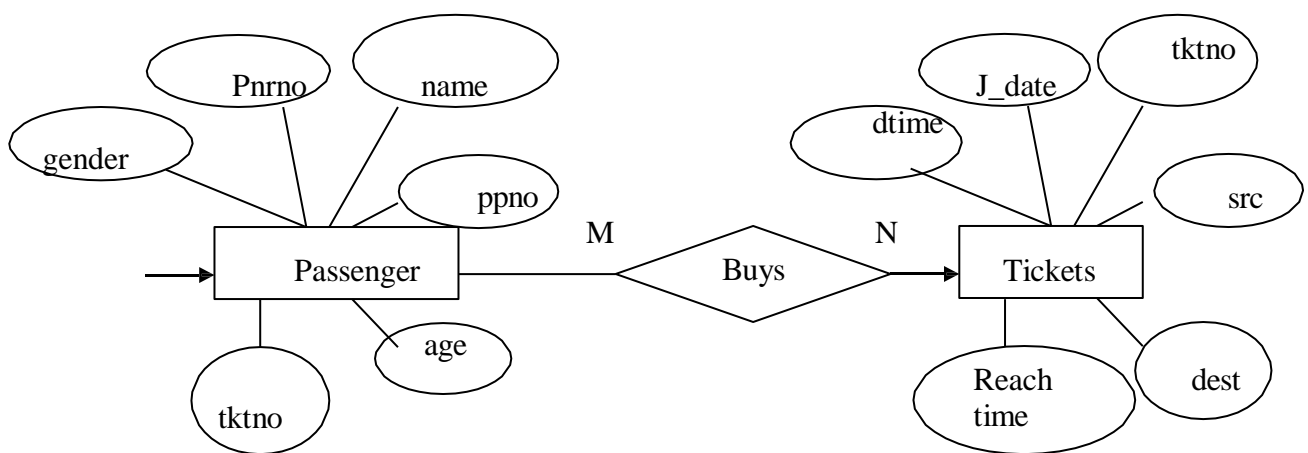 Pnrno
name
gender
ppno
Passenger
age
tktno
M
Buys
N
tktno
J_date
dtime
src
Tickets
Reach
time
dest